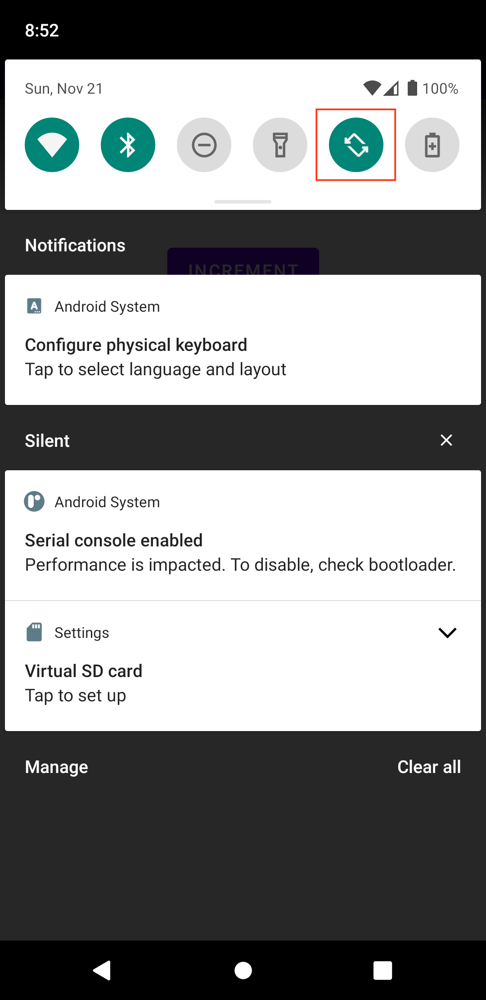 8:52
Sun, Nov 21
100%
Notifications
INCREMENT
Android System
Configure physical keyboard
Tap to select language and layout
Silent
Android System
Serial console enabled
Performance is impacted. To disable, check bootloader.
Settings
Virtual SD card
Tap to set up
Manage
Clear all